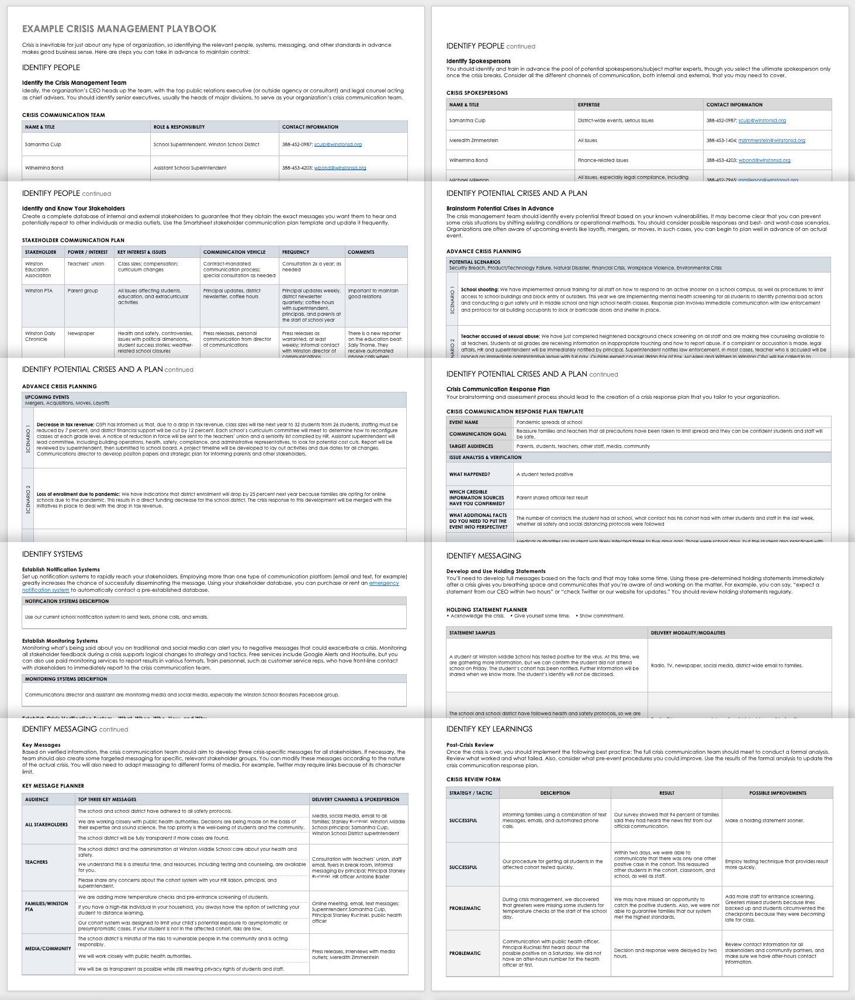 EXAMPLE CRISIS MANAGEMENT PLAYBOOK
Crisis is inevitable for just about any type of organization, so identifying the relevant people, systems, messaging, and other standards in advance
makes good business sense. Here are steps you can take in advance to maintain control:
IDENTIFY PEOPLE
Identify the Crisis Management Team
Ideally, the organization's CEO heads up the team, with the top public relations executive (or outside agency or consultant) and legal counsel acting
as chief advisers. You should identify senior executives, usually the heads of major divisions, to serve as your organization's crisis communication team.
CRISIS COMMUNICATION TEAM
NAME & TITLE ROLE & RESPONSIBILITY CONTACT INFORMATION
Samantha Culp School Superintendent, Winston School District 388-452-0987; sculp@winstonsd.org
Wilhelmina Bond Assistant School Superintendent 388-453-4203; wbond@winstonsd.org
IDENTIFY PEOPLE continued
Identify Spokespersons
You should identify and train in advance the pool of potential spokespersons/subject matter experts, though you select the ultimate spokesperson only
once the crisis breaks. Consider all the different channels of communication, both internal and external, that you may need to cover.
CRISIS SPOKESPERSONS
NAME & TITLE EXPERTISE CONTACT INFORMATION
Samantha Culp District-wide events, serious issues 388-452-0987; sculp@winstonsd.org
Meredith Zimmerstein All issues 388-453-1404; mzimmerstein@winstonsd.org
Wilhelmina Bond Finance-related issues 388-453-4203; wbond@winstonsd.org
All issues, especially legal compliance, including
Michael Millerson 388-452-7965; mmillerson@winstonsd.org
IDENTIFY PEOPLE continued
Identify and Know Your Stakeholders
Create a complete database of internal and external stakeholders to guarantee that they obtain the exact messages you want them to hear and
potentially repeat to other individuals or media outlets. Use the Smartsheet stakeholder communication plan template and update it frequently.
STAKEHOLDER COMMUNICATION PLAN
STAKEHOLDER POWER / INTEREST KEY INTEREST & ISSUES COMMUNICATION VEHICLE FREQUENCY COMMENTS
Winston
Education
Association
Teachers' union
Class sizes; compensation;
curriculum changes
Contract-mandated
communication process;
special consultation as needed
Consultation 2x a year; as
needed
Winston PTA
Parent group
All issues affecting students,
education, and extracurricular
activities
Principal updates, district
newsletter, coffee hours
Principal updates weekly,
district newsletter
quarterly; coffee hours
with superintendent,
principals, and parents at
the start of school year
Important to maintain
good relations
Winston Daily
Chronicle
Newspaper
Health and safety, controversies,
issues with political dimensions,
student success stories; weather-
related school closures
Press releases, personal
communication from director
of communications
Press releases as
warranted, at least
weekly; informal contact
with Winston director of
communications
There is a new reporter
on the education beat:
Sally Thorne. They
receive automated
phone calls when
IDENTIFY POTENTIAL CRISES AND A PLAN
Brainstorm Potential Crises in Advance
The crisis management team should identify every potential threat based on your known vulnerabilities. It may become clear that you can prevent
some crisis situations by shifting existing conditions or operational methods. You should consider possible responses and best- and worst-case scenarios.
Organizations are often aware of upcoming events like layoffs, mergers, or moves. In such cases, you can begin to plan well in advance of an actual
event.
ADVANCE CRISIS PLANNING
POTENTIAL SCENARIOS
Security Breach, Product/Technology Failure, Natural Disaster, Financial Crisis, Workplace Violence, Environmental Crisis
SCENARIO 1
School shooting: We have implemented annual training for all staff on how to respond to an active shooter on a school campus, as well as procedures to limit
access to school buildings and block entry of outsiders. This year we are implementing mental health screening for all students to identify potential bad actors
and conducting a gun safety unit in middle school and high school health classes. Response plan involves immediate communication with law enforcement
and protocol for all building occupants to lock or barricade doors and shelter in place.
SCENARIO 2
Teacher accused of sexual abuse: We have just completed heightened background check screening on all staff and are making free counseling available to
all teachers. Students at all grades are receiving information on inappropriate touching and how to report abuse. If a complaint or accusation is made, legal
affairs, HR and superintendent will be immediately notified by principal. Superintendent notifies law enforcement. In most cases, teacher who is accused will be
placed on immediate administrative leave with full pay. Outside expert counsel (Brian Fox of Fox, McAllen and Withers in Winston City) will be called in to
IDENTIFY POTENTIAL CRISES AND A PLAN continued
ADVANCE CRISIS PLANNING
UPCOMING EVENTS
Mergers, Acquisitions, Moves, Layoffs
SCENARIO 1
Decrease in tax revenue: OSPI has informed us that, due to a drop in tax revenue, class sizes will rise next year to 32 students from 26 students, staffing must be
reduced by 7 percent, and district financial support will be cut by 12 percent. Each school's curriculum committee will meet to determine how to reconfigure
classes at each grade level. A notice of reduction in force will be sent to the teachers' union and a seniority list compiled by HR. Assistant superintendent will
lead committee, including building operations, health, safety, compliance, and administrative representatives, to look for potential cost cuts. Report will be
reviewed by superintendent, then submitted to school board. A project timeline will be developed to lay out activities and due dates for all changes.
Communications director to develop position papers and strategic plan for informing parents and other stakeholders.
SCENARIO 2
Loss of enrollment due to pandemic: We have indications that district enrollment will drop by 25 percent next year because families are opting for online
schools due to the pandemic. This results in a direct funding decrease for the school district. The crisis response to this development will be merged with the
initiatives in place to deal with the drop in tax revenue.
IDENTIFY POTENTIAL CRISES AND A PLAN continued
Crisis Communication Response Plan
Your brainstorming and assessment process should lead to the creation of a crisis response plan that you tailor to your organization.
CRISIS COMMUNICATION RESPONSE PLAN TEMPLATE
EVENT NAME Pandemic spreads at school
COMMUNICATION GOAL
Reassure families and teachers that all precautions have been taken to limit spread and they can be confident students and staff will
be safe.
TARGET AUDIENCES Parents, students, teachers, other staff, media, community
ISSUE ANALYSIS & VERIFICATION
WHAT HAPPENED? A student tested positive
WHICH CREDIBLE
INFORMATION SOURCES
HAVE YOU CONFIRMED?
Parent shared official test result
WHAT ADDITIONAL FACTS
DO YOU NEED TO PUT THE
EVENT INTO PERSPECTIVE?
The number of contacts the student had at school, what contact has his cohort had with other students and staff in the last week,
whether all safety and social distancing protocols were followed
Medical authorities say student was likely infected three to five days ago. Those were school days, but the student also practiced with
IDENTIFY SYSTEMS
Establish Notification Systems
Set up notification systems to rapidly reach your stakeholders. Employing more than one type of communication platform (email and text, for example)
greatly increases the chance of successfully disseminating the message. Using your stakeholder database, you can purchase or rent an emergency
notification system to automatically contact a pre-established database.
NOTIFICATION SYSTEMS DESCRIPTION
Use our current school notification system to send texts, phone calls, and emails.
Establish Monitoring Systems
Monitoring what's being said about you on traditional and social media can alert you to negative messages that could exacerbate a crisis. Monitoring
all stakeholder feedback during a crisis supports logical changes to strategy and tactics. Free services include Google Alerts and Hootsuite, but you
can also use paid monitoring services to report results in various formats. Train personnel, such as customer service reps, who have front-line contact
with stakeholders to immediately report to the crisis communication team.
MONITORING SYSTEMS DESCRIPTION
Communications director and assistant are monitoring media and social media, especially the Winston School Boosters Facebook group.
Establish Crisis Verification System – What, When, Who, How, and Why
IDENTIFY MESSAGING
Develop and Use Holding Statements
You'll need to develop full messages based on the facts and that may take some time. Using these pre-determined holding statements immediately
after a crisis gives you breathing space and communicates that you're aware of and working on the matter. For example, you can say, "expect a
statement from our CEO within two hours" or "check Twitter or our website for updates." You should review holding statements regularly.
HOLDING STATEMENT PLANNER
• Acknowledge the crisis. • Give yourself some time. • Show commitment.
STATEMENT SAMPLES DELIVERY MODALITY/MODALITIES
A student at Winston Middle School has tested positive for the virus. At this time, we
are gathering more information, but we can confirm the student did not attend
school on Friday. The student's cohort has been notified. Further information will be
shared when we know more. The student's identity will not be disclosed.
Radio, TV, newspaper, social media, district-wide email to families.
The school and school district have followed health and safety protocols, so we are
IDENTIFY MESSAGING continued
Key Messages
Based on verified information, the crisis communication team should aim to develop three crisis-specific messages for all stakeholders. If necessary, the
team should also create some targeted messaging for specific, relevant stakeholder groups. You can modify these messages according to the nature
of the actual crisis. You will also need to adapt messaging to different forms of media. For example, Twitter may require links because of its character
limit.
KEY MESSAGE PLANNER
AUDIENCE TOP THREE KEY MESSAGES DELIVERY CHANNELS & SPOKESPERSON
ALL STAKEHOLDERS
The school and school district have adhered to all safety protocols.
We are working closely with public health authorities. Decisions are being made on the basis of
their expertise and sound science. The top priority is the well-being of students and the community.
The school district will be fully transparent if more cases are found.
Media, social media, email to all
families; Stanley Rucinski, Winston Middle
School principal; Samantha Culp,
Winston School District superintendent
TEACHERS
The school district and the administration at Winston Middle School care about your health and
safety.
We understand this is a stressful time, and resources, including testing and counseling, are available
for you.
Please share any concerns about the cohort system with your HR liaison, principal, and
superintendent.
Consultation with teachers' union, staff
email, flyers in break room, informal
messaging by principal; Principal Stanley
Rucinski, HR officer Antoine Baxter
FAMILIES/WINSTON
PTA
We are adding more temperature checks and pre-entrance screening of students.
If you have a high-risk individual in your household, you always have the option of switching your
student to distance learning.
Our cohort system was designed to limit your child's potential exposure to asymptomatic or
presymptomatic cases. If your student is not in the affected cohort, risks are low.
Online meeting, email, text messages;
Superintendent Samantha Culp,
Principal Stanley Rucinski, public health
officer
MEDIA/COMMUNITY
The school district is mindful of the risks to vulnerable people in the community and is acting
responsibly.
We will work closely with public health authorities.
We will be as transparent as possible while still meeting privacy rights of students and staff.
Press releases, interviews with media
outlets; Meredith Zimmerstein
IDENTIFY KEY LEARNINGS
Post-Crisis Review
Once the crisis is over, you should implement the following best practice: The full crisis communication team should meet to conduct a formal analysis.
Review what worked and what failed. Also, consider what pre-event procedures you could improve. Use the results of the formal analysis to update the
crisis communication response plan.
CRISIS REVIEW FORM
STRATEGY / TACTIC DESCRIPTION RESULT POSSIBLE IMPROVEMENTS
SUCCESSFUL
Informing families using a combination of text
messages, emails, and automated phone
calls.
Our survey showed that 94 percent of families
said they had heard the news first from our
official communication.
Make a holding statement sooner.
SUCCESSFUL
Our procedure for getting all students in the
affected cohort tested quickly.
Within two days, we were able to
communicate that there was only one other
positive case in the cohort. This reassured
other students in the cohort, classroom, and
school, as well as staff.
Employ testing technique that provides result
more quickly.
PROBLEMATIC
During crisis management, we discovered
that greeters were missing some students for
temperature checks at the start of the school
day.
We may have missed an opportunity to
catch the positive students. Also, we were not
able to guarantee families that our system
met the highest standards.
Add more staff for entrance screening.
Greeters missed students because lines
backed up and students circumvented the
checkpoints because they were becoming
late for class.
PROBLEMATIC
Communication with public health officer.
Principal Rucinski first heard about the
possible positive on a Saturday. We did not
have an after-hours number for the health
officer at first.
Decision and response were delayed by two
hours.
Review contact information for all
stakeholders and community partners, and
make sure we have after-hours contact
information.